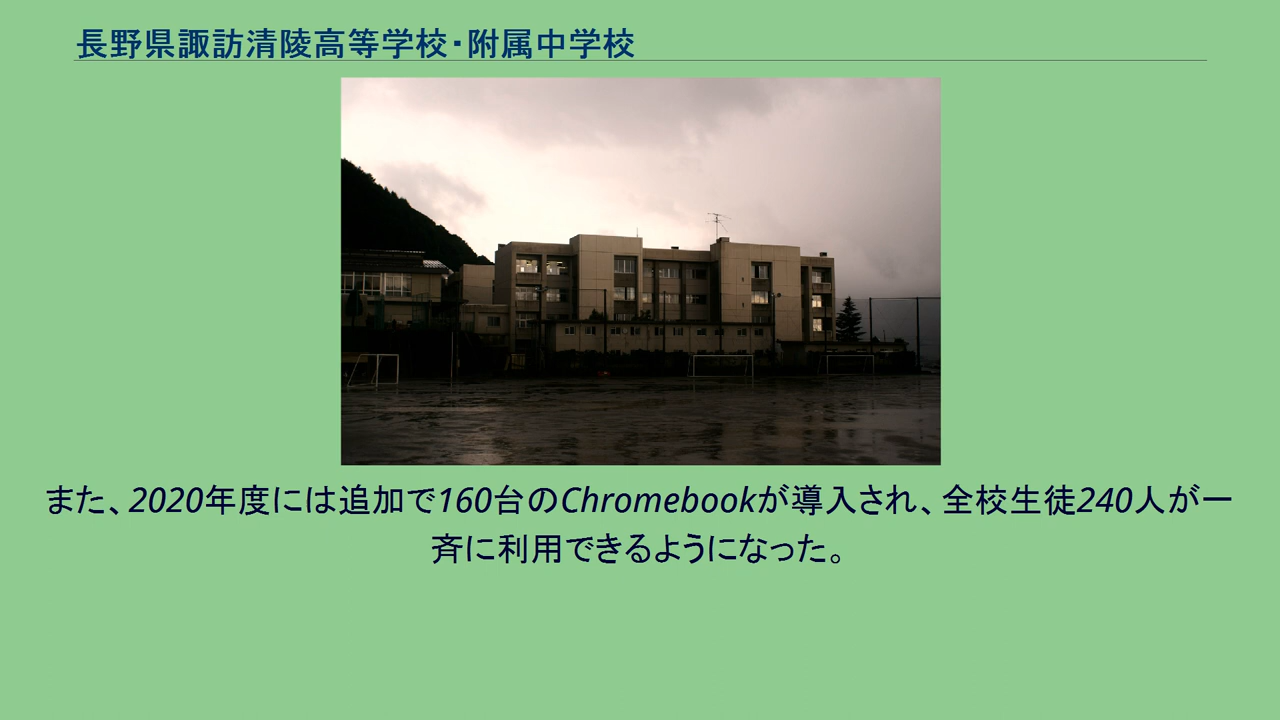 長野県諏訪清陵高等学校・附属中学校
また、2020年度には追加で160台のChromebookが導入され、全校生徒240人が一
斉に利用できるようになった。